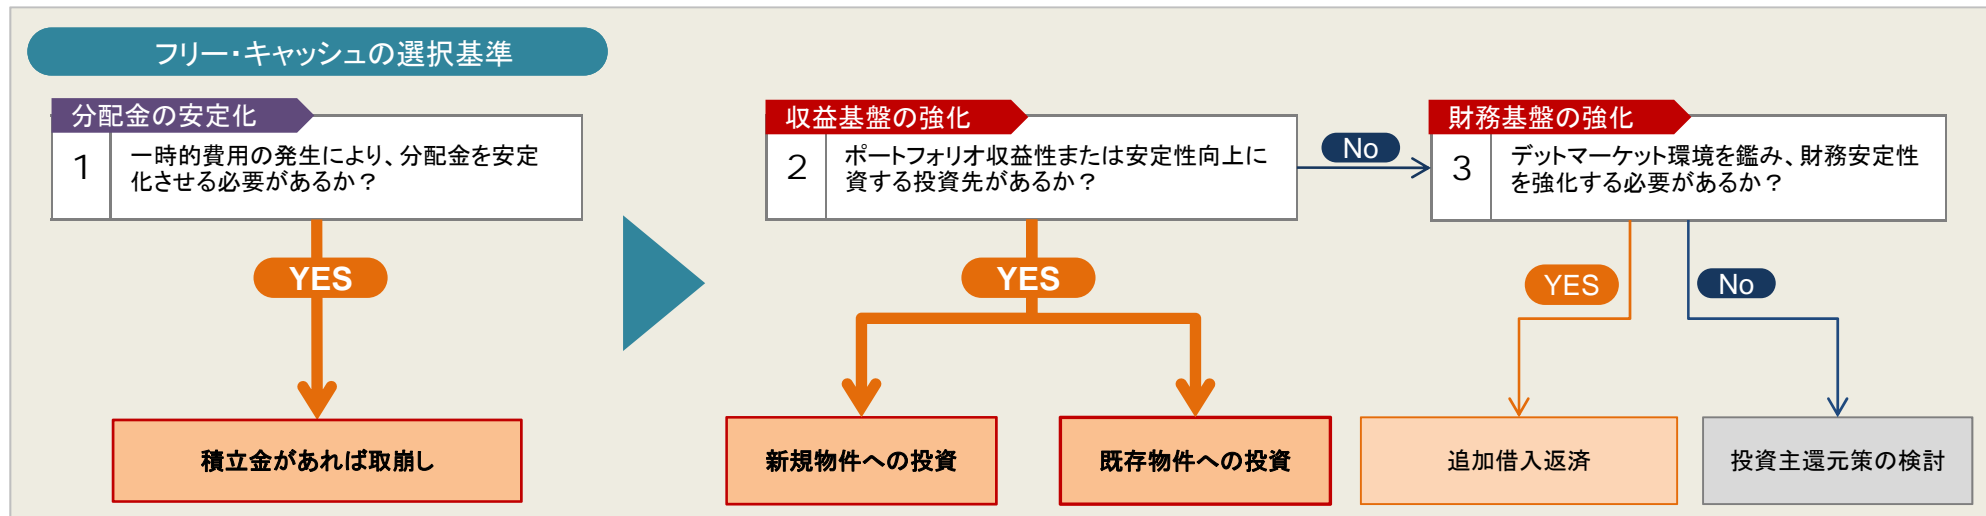 フリー・キャッシュの選択基準
分配金の安定化
1
一時的費用の発生により、分配金を安定
化させる必要があるか？
YES
積立金があれば取崩し
収益基盤の強化
2
ポートフォリオ収益性または安定性向上に
資する投資先があるか？
No
YES
新規物件への投資
既存物件への投資
財務基盤の強化
3
デットマーケット環境を鑑み、財務安定性
を強化する必要があるか？
YES
No
追加借入返済
投資主還元策の検討